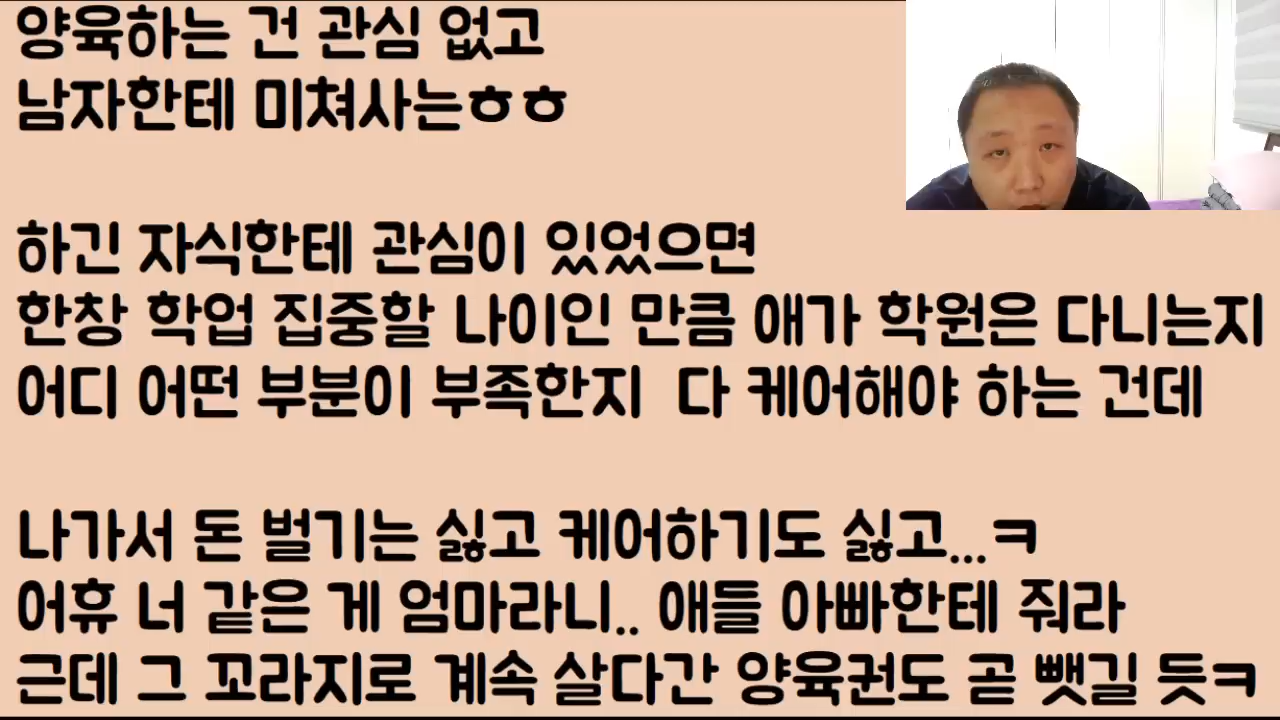 양육하는 건 관심 없고
남자한테 미쳐사는ㅎㅎ
하긴 자식한테 관심이 있었으면
한창 학업 집중할 나이인 만큼 애가 학원은 다니는지
어디 어떤 부분이 부족한지 다 케어해야 하는 건데
나가서 돈 벌기는 싫고 케어하기도 싫고...ㅋ
어휴 너 같은 게 엄마라니.. 애들 아빠한테 줘라
근데 그 꼬라지로 계속 살다간 양육권도 곧 뺏길 듯ㅋ